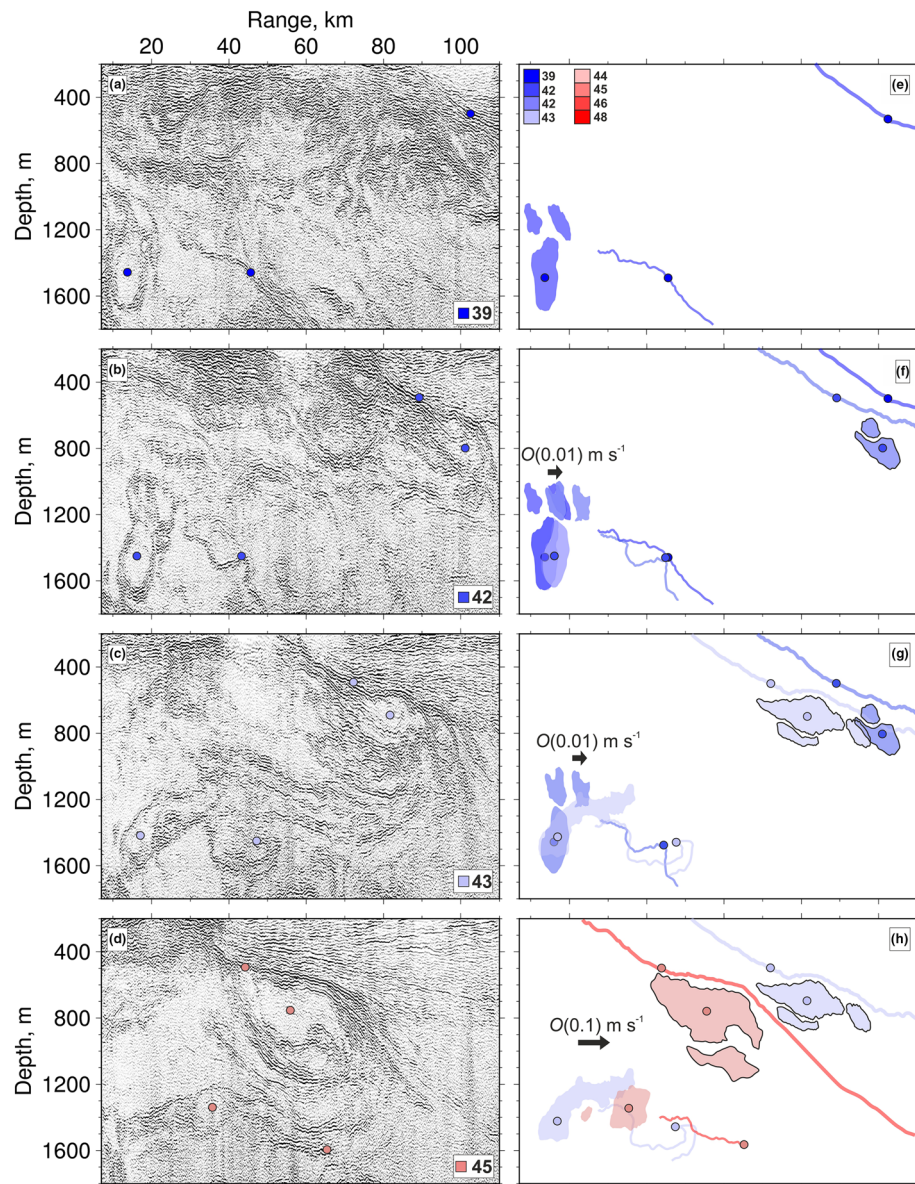 Range, km
20 40 60 80 100
(a)
Depth, m
400
800
1200
1600
39
(e)
39 44
42 45
42 46
43 48
(b)
Depth, m
400
800
1200
1600
42
(f)
O(0.01) m s⁻¹
(c)
Depth, m
400
800
1200
1600
43
(g)
O(0.01) m s⁻¹
(d)
Depth, m
400
800
1200
1600
45
(h)
O(0.1) m s⁻¹